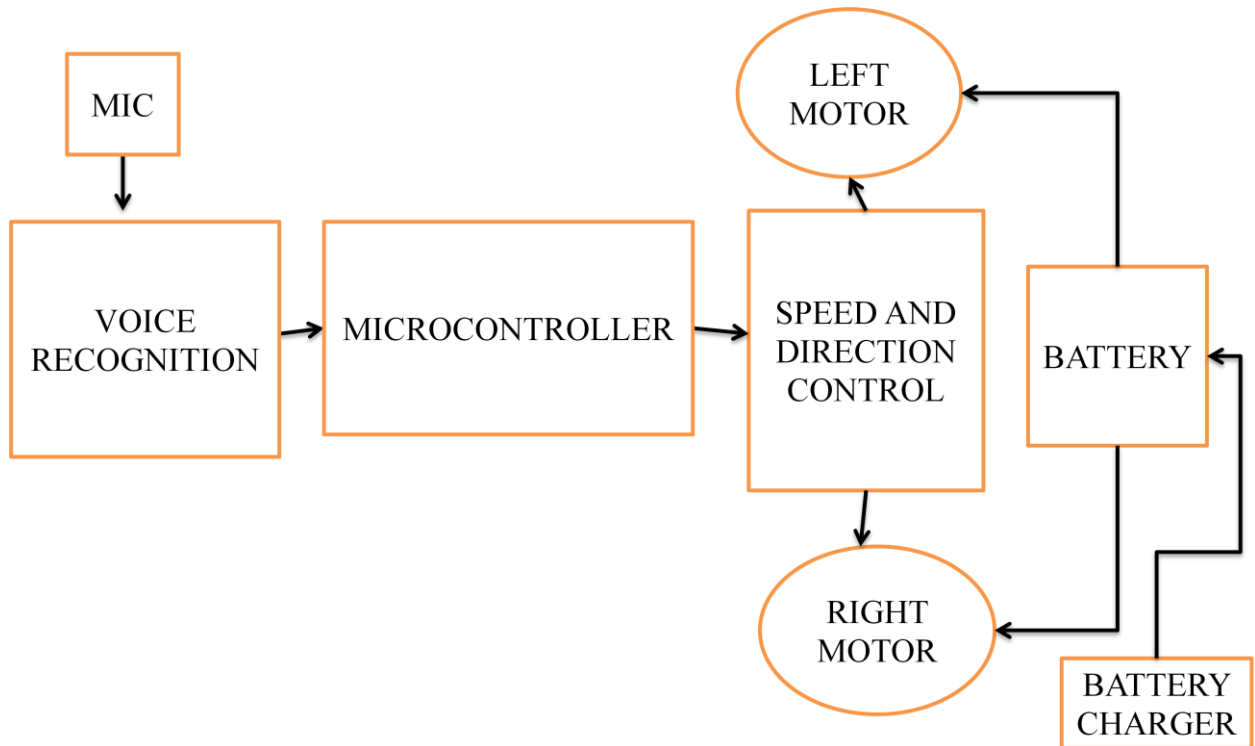 MIC
VOICE
RECOGNITION
MICROCONTROLLER
SPEED AND
DIRECTION
CONTROL
LEFT
MOTOR
RIGHT
MOTOR
BATTERY
BATTERY
CHARGER